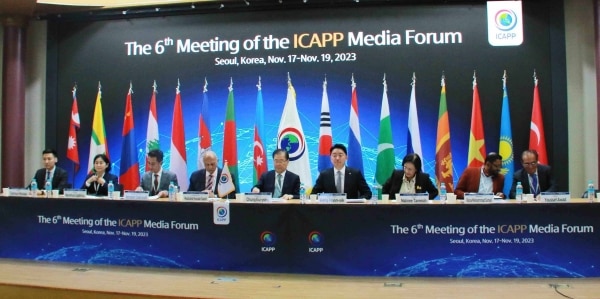 The 6th Meeting of the ICAPP Media Forum
Seoul, Korea, Nov. 17-Nov. 19, 2023
ICAPP
The 6th Meeting of the ICAPP Media Forum
Seoul, Korea, Nov. 17-Nov. 19, 2023
ICAPP
ICAPP
The 6th Meeting of the ICAPP Media Forum
Seoul, Korea, Nov. 17-Nov. 19, 2023